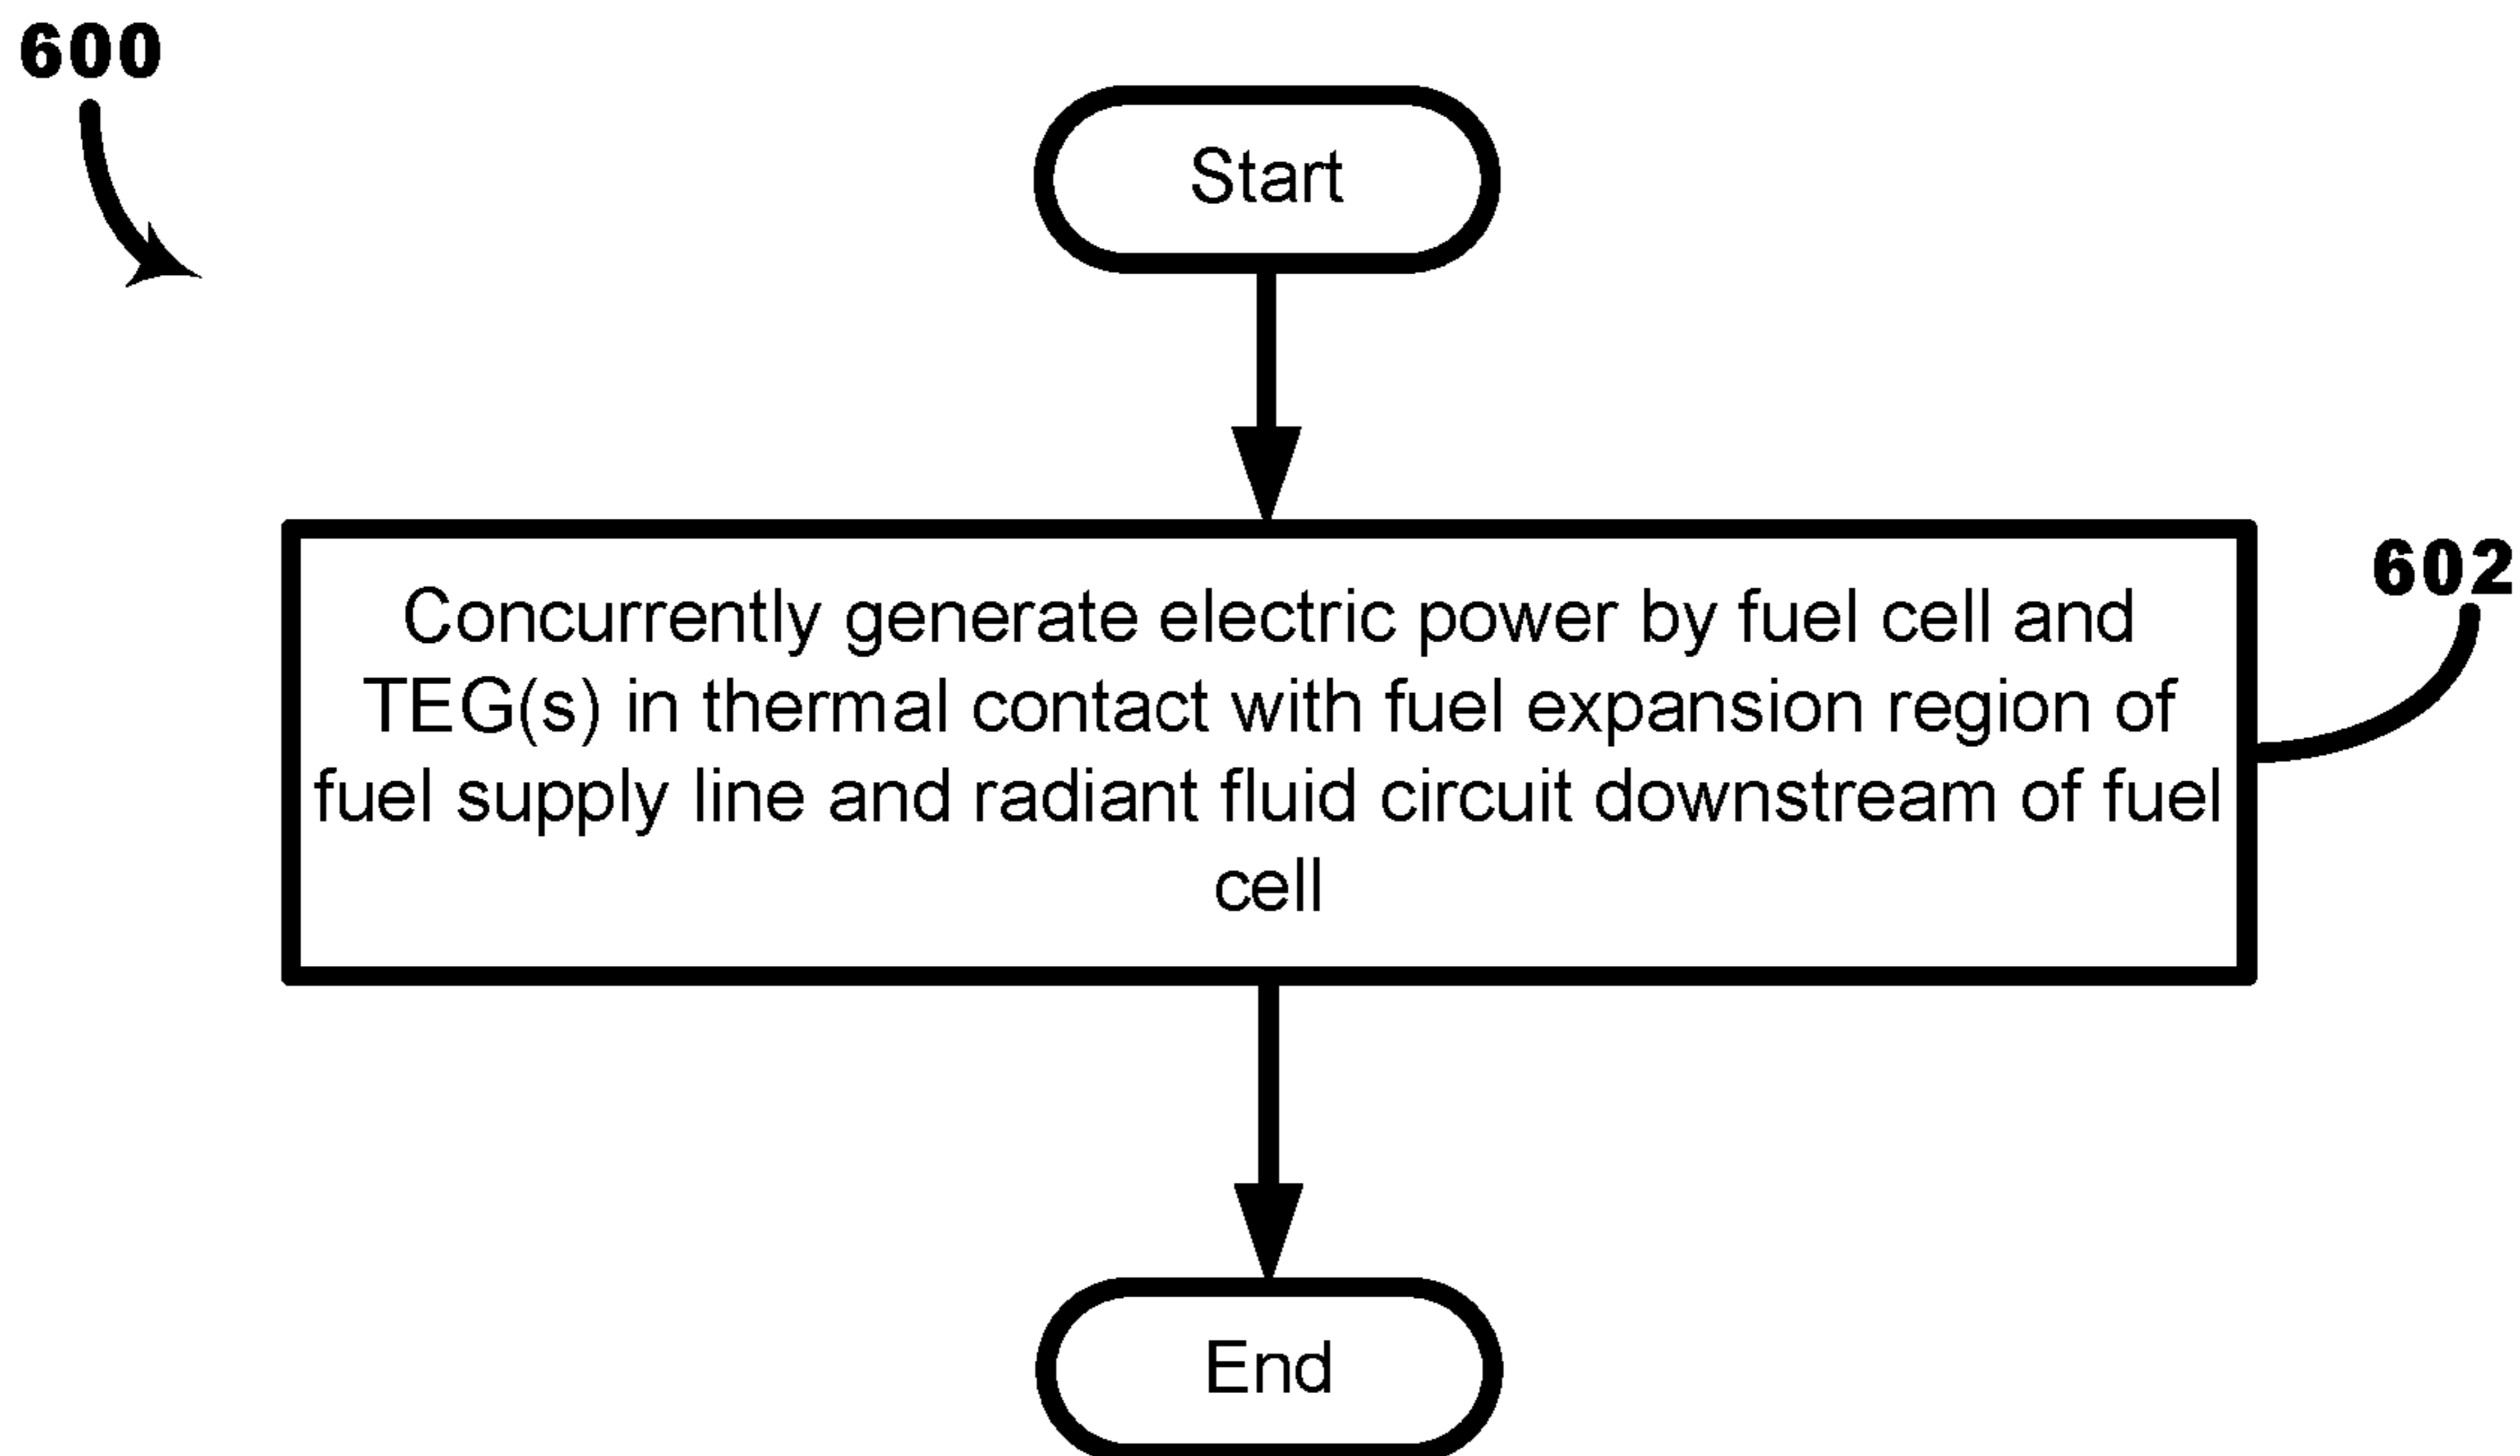 600
Start
Concurrently generate electric power by fuel cell and
TEG(s) in thermal contact with fuel expansion region of
fuel supply line and radiant fluid circuit downstream of fuel
cell
602
End